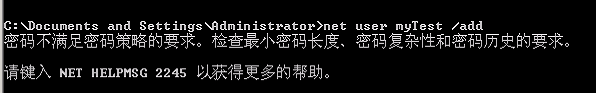 C:\Documents and Settings\Administrator>net user myTest /add
密码不满足密码策略的要求。检查最小密码长度、密码复杂性和密码历史的要求。
请键入 NET HELPMSG 2245 以获得更多的帮助。